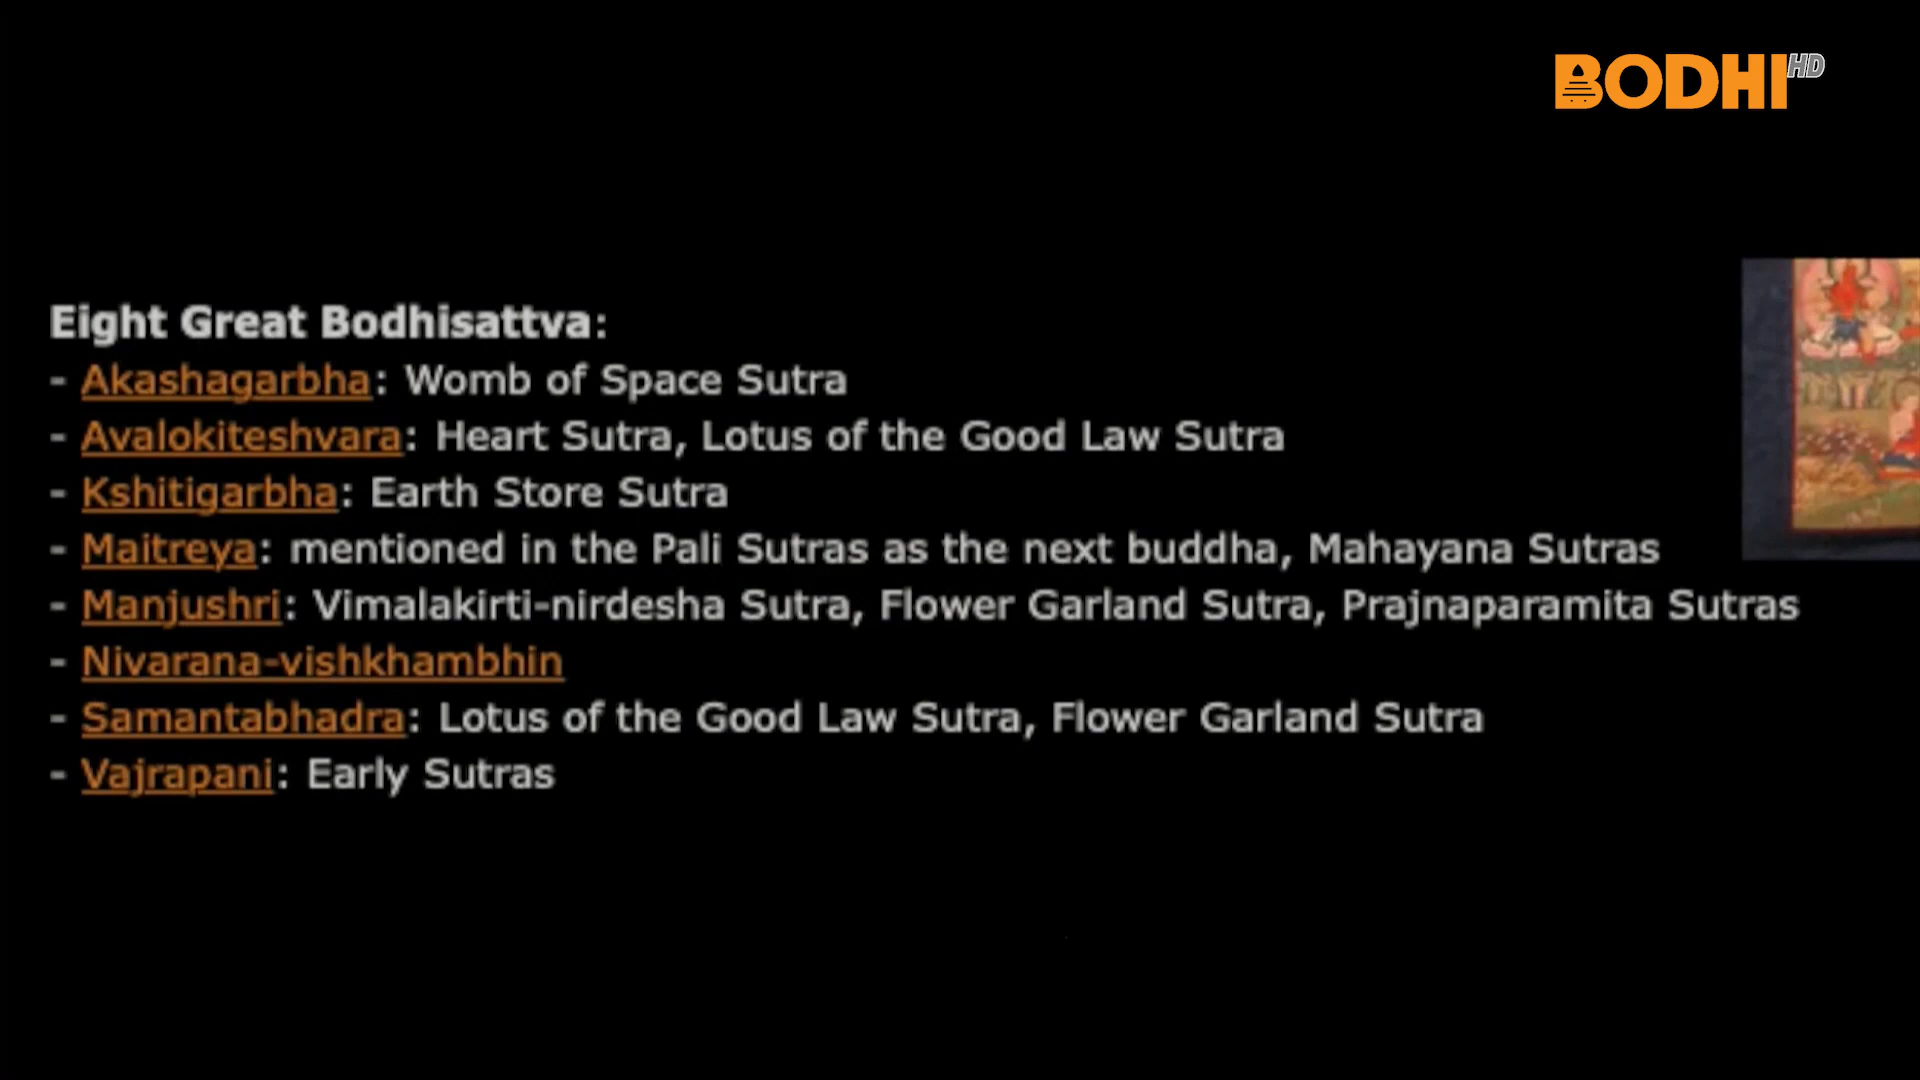 BODHI HD
Eight Great Bodhisattva:
- Akashagarbha: Womb of Space Sutra
- Avalokiteshvara: Heart Sutra, Lotus of the Good Law Sutra
- Kshitigarbha: Earth Store Sutra
- Maitreya: mentioned in the Pali Sutras as the next buddha, Mahayana Sutras
- Manjushri: Vimalakirti-nirdesha Sutra, Flower Garland Sutra, Prajnaparamita Sutras
- Nivarana-vishkhambhin
- Samantabhadra: Lotus of the Good Law Sutra, Flower Garland Sutra
- Vajrapani: Early Sutras